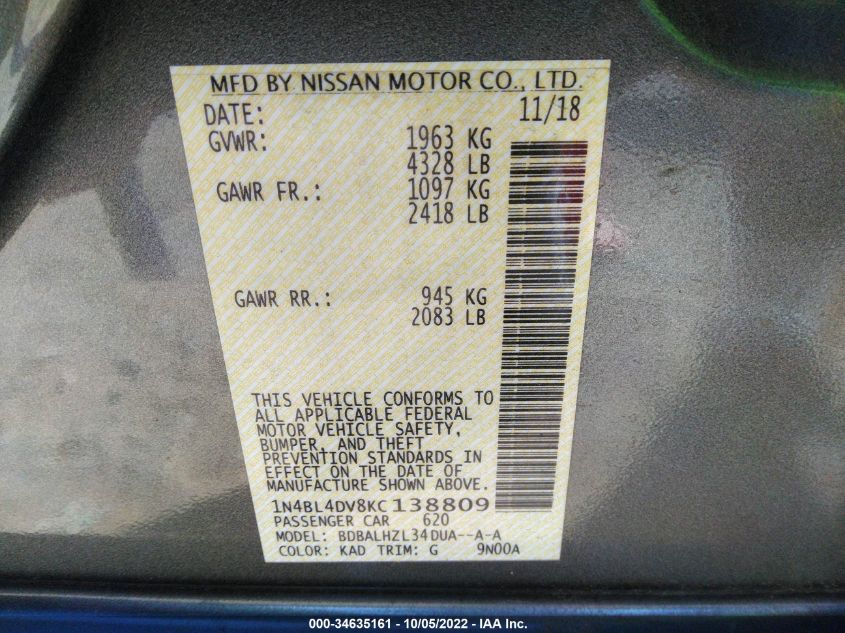 MFD BY NISSAN MOTOR CO., LTD.
DATE: 11/18
GVWR: 1963 KG
4328 LB
GAWR FR.: 1097 KG
2418 LB
GAWR RR.: 945 KG
2083 LB
THIS VEHICLE CONFORMS TO
ALL APPLICABLE FEDERAL
MOTOR VEHICLE SAFETY,
BUMPER, AND THEFT
PREVENTION STANDARDS IN
EFFECT ON THE DATE OF
MANUFACTURE SHOWN ABOVE.
1N4BL4DV8KC138809
PASSENGER CAR 620
MODEL: BDBALHZL34DUA--A-A
COLOR: KAD TRIM: G 9N00A
000-34635161 - 10/05/2022 - IAA Inc.